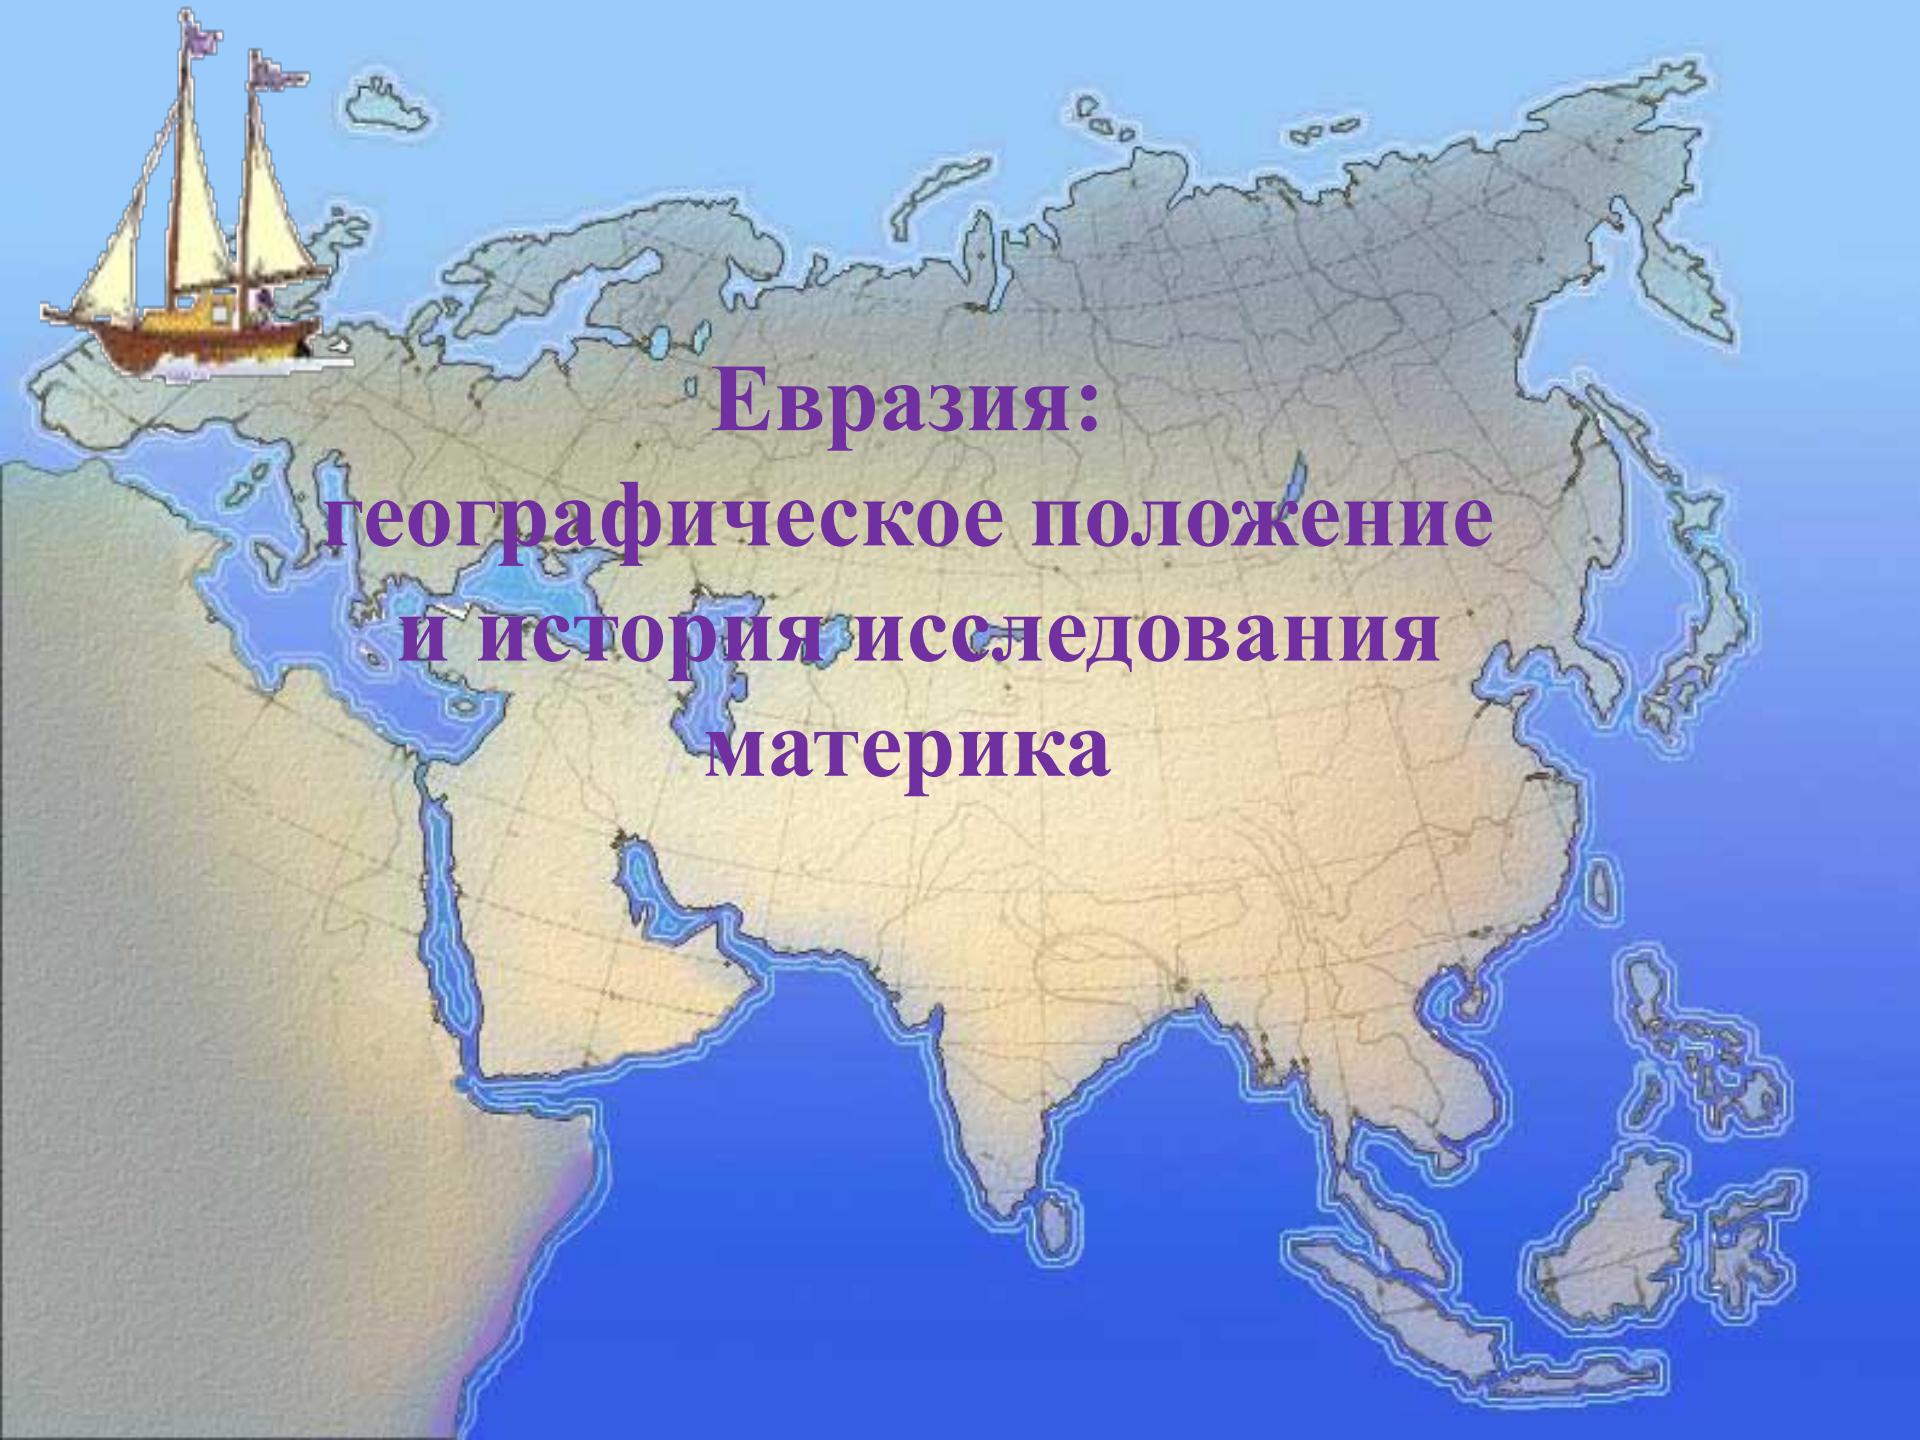 Евразия:
географическое положение
и история исследования
материка